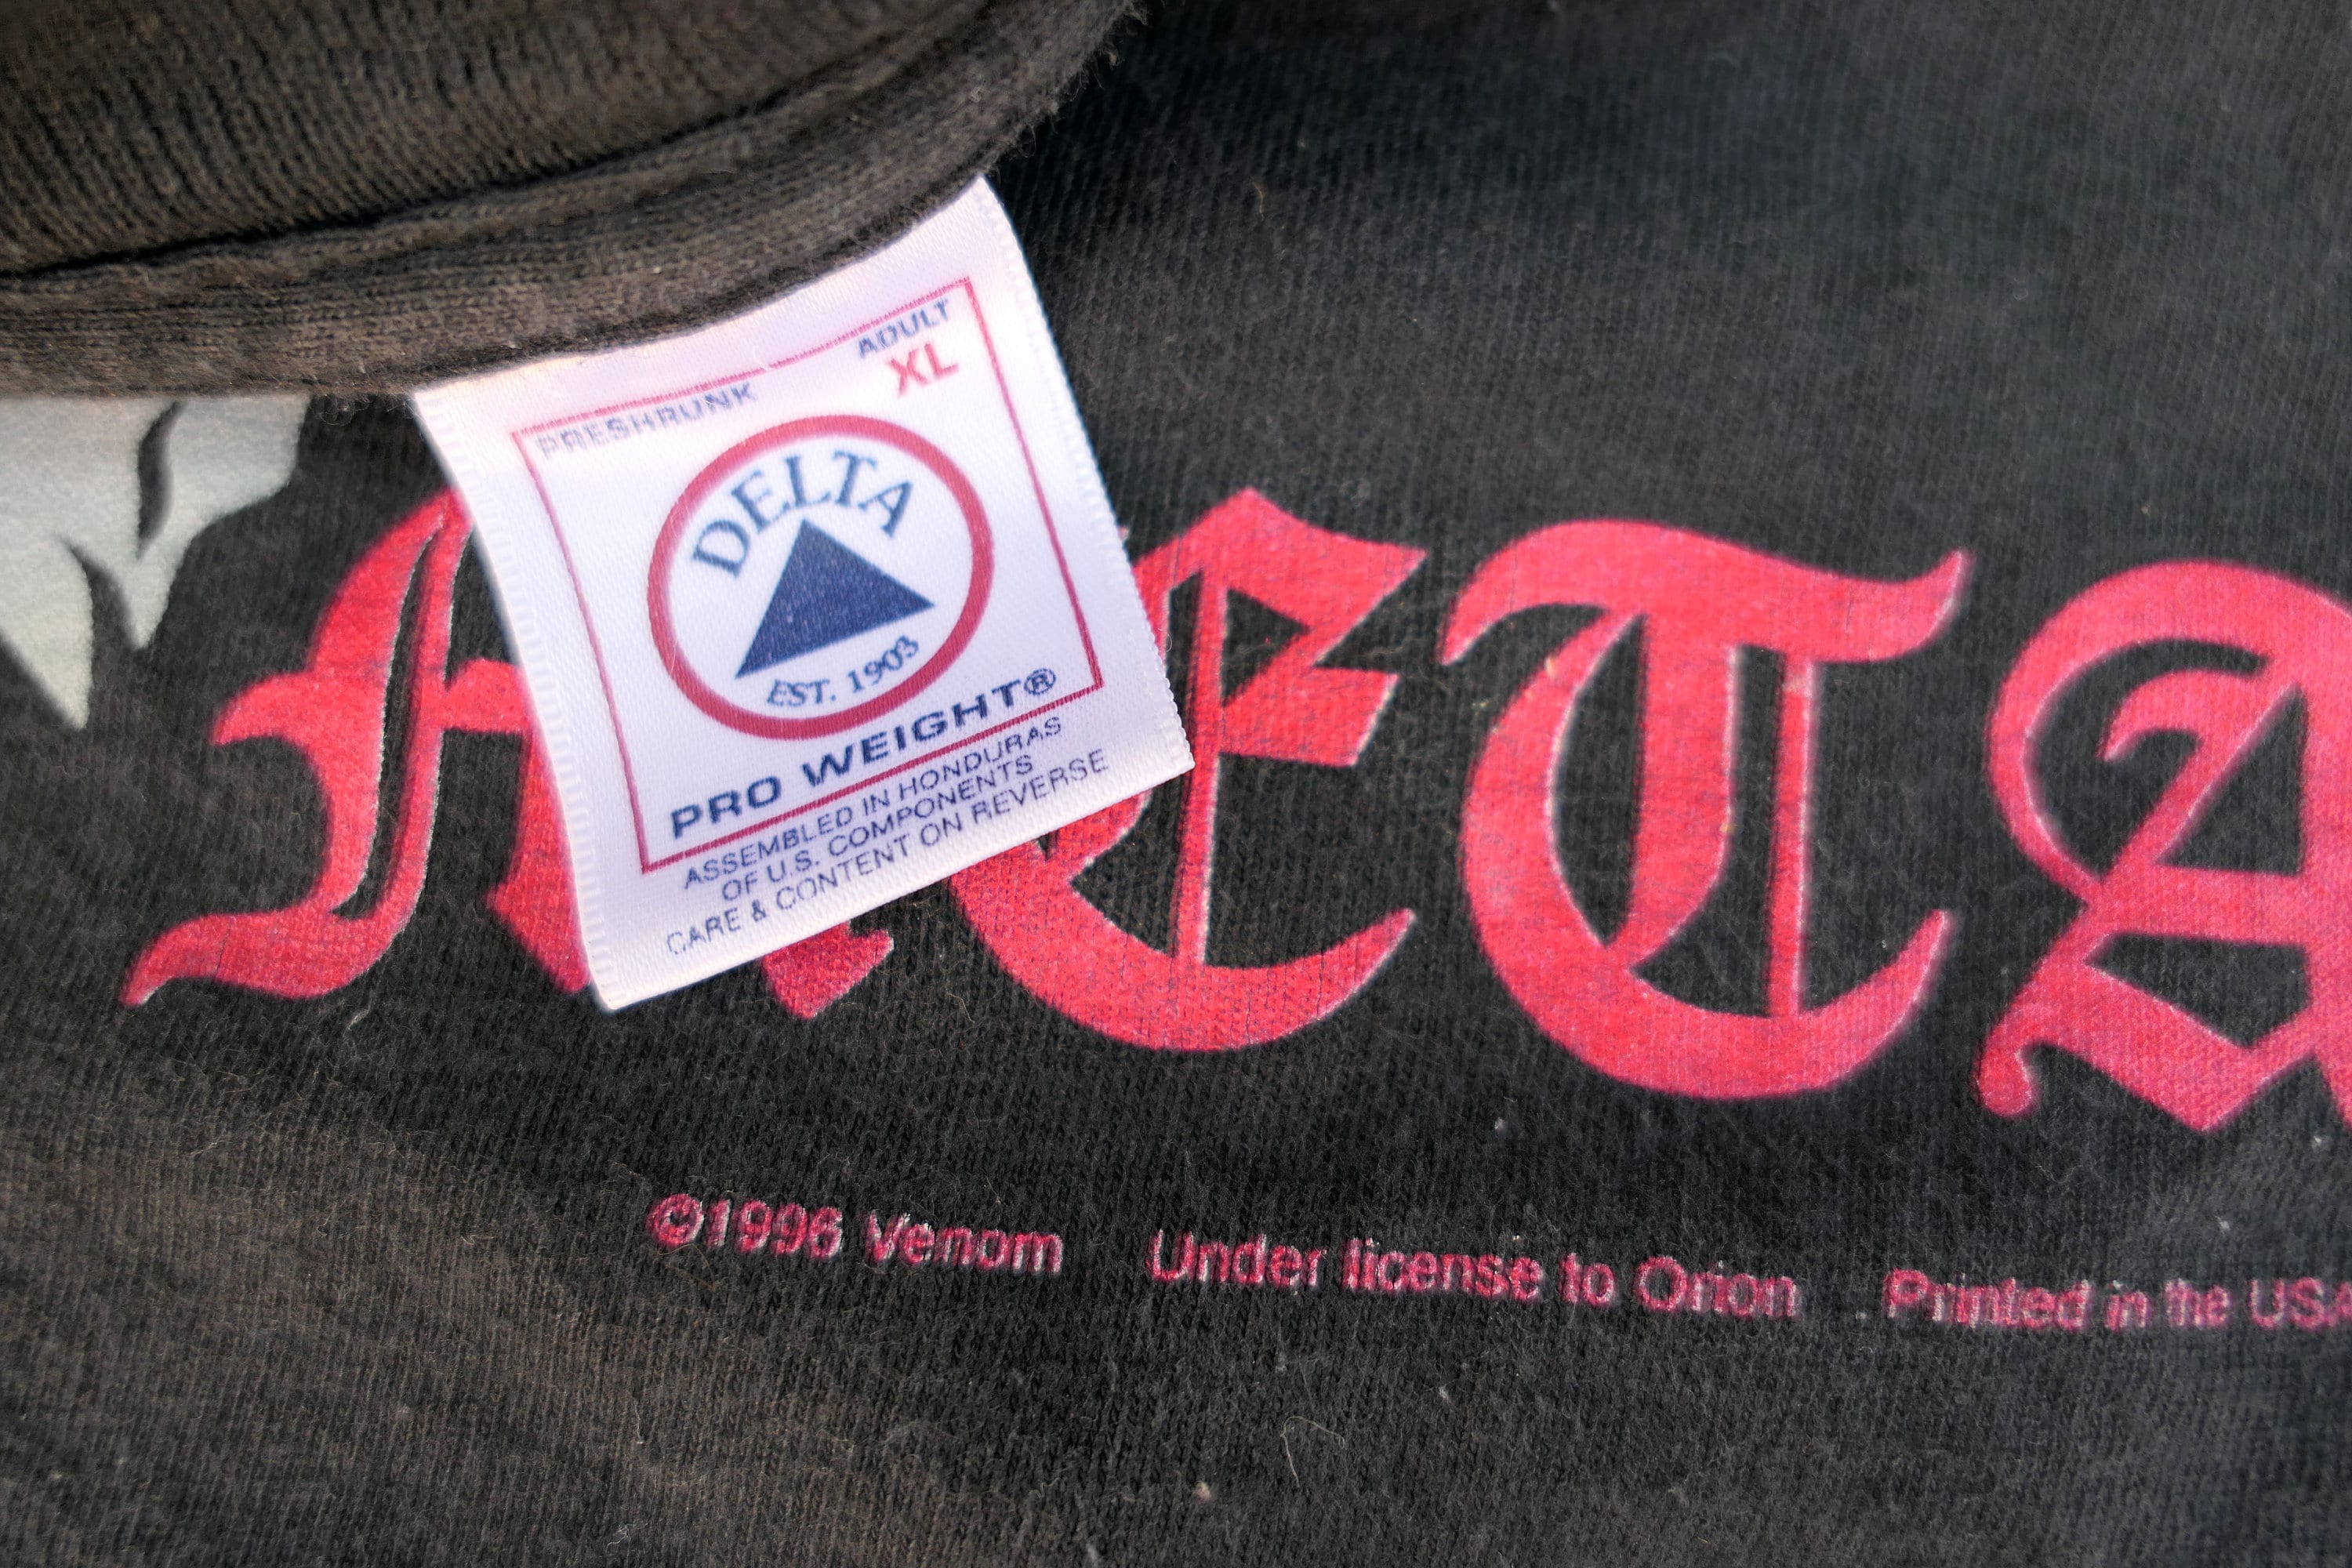 ADULT
PRESHRUNK XL
DELTA
EST. 1903
PRO WEIGHT®
ASSEMBLED IN HONDURAS
OF U.S. COMPONENTS
CARE & CONTENT ON REVERSE
META
©1996 Venom Under license to Orion Printed in the USA